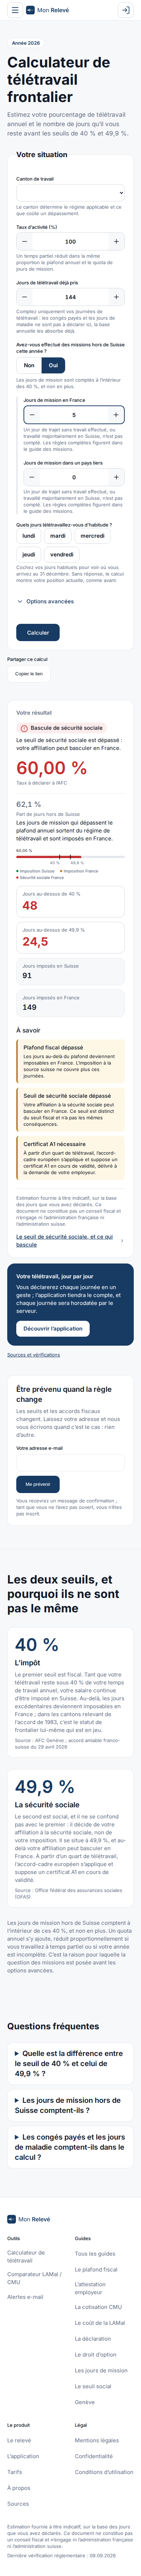 Mon Relevé
Année 2026
Calculateur de
télétravail
frontalier
Estimez votre pourcentage de télétravail
annuel et le nombre de jours qu'il vous
reste avant les seuils de 40 % et 49,9 %.
Votre situation
Canton de travail
Ce canton détermine le régime applicable et ce
que coûte un dépassement.
Taux d'activité (%)
− 100 +
Un temps partiel réduit dans la même
proportion le plafond annuel et le quota de
jours de mission.
Jours de télétravail déjà pris
− 144 +
Comptez uniquement vos journées de
télétravail : les congés payés et les jours de
maladie ne sont pas à déclarer ici, la base
annuelle les absorbe déjà.
Avez-vous effectué des missions hors de Suisse
cette année ?
Non Oui
Les jours de mission sont comptés à l'intérieur
des 40 %, et non en plus.
Jours de mission en France
− 5 +
Un jour de trajet sans travail effectué, ou
travaillé majoritairement en Suisse, n'est pas
compté. Les règles complètes figurent dans
le guide des missions.
Jours de mission dans un pays tiers
− 0 +
Un jour de trajet sans travail effectué, ou
travaillé majoritairement en Suisse, n'est pas
compté. Les règles complètes figurent dans
le guide des missions.
Quels jours télétravaillez-vous d'habitude ?
lundi mardi mercredi
jeudi vendredi
Cochez vos jours habituels pour voir où vous
arrivez au 31 décembre. Sans réponse, le calcul
montre votre position actuelle, comme avant.
Options avancées
Calculer
Partager ce calcul
Copier le lien
Votre résultat
Bascule de sécurité sociale
Le seuil de sécurité sociale est dépassé :
votre affiliation peut basculer en France.
60,00 %
Taux à déclarer à l'AFC
62,1 %
Part de jours hors de Suisse
Les jours de mission qui dépassent le
plafond annuel sortent du régime de
télétravail et sont imposés en France.
60,00 %
40 % 49,9 %
Imposition Suisse Imposition France
Sécurité sociale France
Jours au-dessus de 40 %
48
Jours au-dessus de 49,9 %
24,5
Jours imposés en Suisse
91
Jours imposés en France
149
À savoir
Plafond fiscal dépassé
Les jours au-delà du plafond deviennent
imposables en France. L'imposition à la
source suisse ne couvre plus ces
journées.
Seuil de sécurité sociale dépassé
Votre affiliation à la sécurité sociale peut
basculer en France. Ce seuil est distinct
du seuil fiscal et n'a pas les mêmes
conséquences.
Certificat A1 nécessaire
À partir d'un quart de télétravail, l'accord-
cadre européen s'applique et suppose un
certificat A1 en cours de validité, délivré à
la demande de votre employeur.
Estimation fournie à titre indicatif, sur la base
des jours que vous avez déclarés. Ce
document ne constitue pas un conseil fiscal et
n'engage ni l'administration française ni
l'administration suisse.
Le seuil de sécurité sociale, et ce qui
bascule
Votre télétravail, jour par jour
Vous déclarez chaque journée en un
geste ; l'application tiendra le compte, et
chaque journée sera horodatée par le
serveur.
Découvrir l'application
Sources et vérifications
Être prévenu quand la règle
change
Les seuils et les accords fiscaux
changent. Laissez votre adresse et nous
vous écrivons quand c'est le cas : rien
d'autre.
Votre adresse e-mail
Me prévenir
Vous recevrez un message de confirmation ;
tant que vous ne l'avez pas ouvert, vous n'êtes
pas inscrit.
Les deux seuils, et
pourquoi ils ne sont
pas le même
40 %
L'impôt
Le premier seuil est fiscal. Tant que votre
télétravail reste sous 40 % de votre temps
de travail annuel, votre salaire continue
d'être imposé en Suisse. Au-delà, les jours
excédentaires deviennent imposables en
France ; dans les cantons relevant de
l'accord de 1983, c'est le statut de
frontalier lui-même qui est en jeu.
Source : AFC Genève ; accord amiable franco-
suisse du 29 avril 2026
49,9 %
La sécurité sociale
Le second est social, et il ne se confond
pas avec le premier : il décide de votre
affiliation d'assurance sociale, pas de
votre imposition. Il se situe à 49,9 %, et au-
delà votre affiliation peut basculer en
France. À partir d'un quart de télétravail,
l'accord-cadre européen s'applique et
suppose un certificat A1 en cours de
validité.
Source : Office fédéral des assurances sociales
(OFAS)
Les jours de mission hors de Suisse comptent à
l'intérieur de ces 40 %, et non en plus. Un quota
annuel s'y ajoute, réduit proportionnellement si
vous travaillez à temps partiel ou si votre année
est incomplète. C'est la raison pour laquelle la
question des missions est posée avant les
options avancées.
Questions fréquentes
Quelle est la différence entre
le seuil de 40 % et celui de
49,9 % ?
Les jours de mission hors de
Suisse comptent-ils ?
Les congés payés et les jours
de maladie comptent-ils dans le
calcul ?
Mon Relevé
Outils
Calculateur de
télétravail
Comparateur LAMal /
CMU
Alertes e-mail
Guides
Tous les guides
Le plafond fiscal
L'attestation
employeur
La cotisation CMU
Le coût de la LAMal
La déclaration
Le droit d'option
Les jours de mission
Le seuil social
Genève
Le produit
Le relevé
L'application
Tarifs
À propos
Sources
Légal
Mentions légales
Confidentialité
Conditions d'utilisation
Estimation fournie à titre indicatif, sur la base des jours
que vous avez déclarés. Ce document ne constitue pas
un conseil fiscal et n'engage ni l'administration française
ni l'administration suisse.
Dernière vérification réglementaire : 09.09.2026